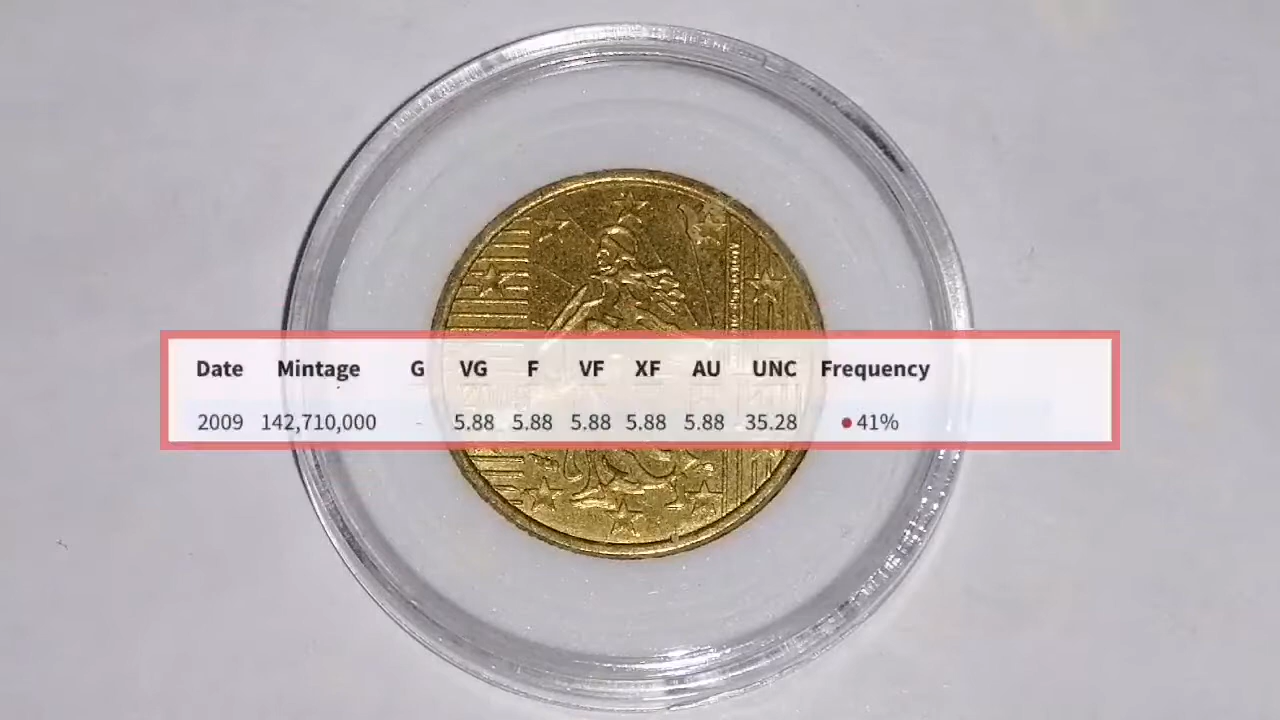 Date Mintage G VG F VF XF AU UNC Frequency
2009 142,710,000 - 5.88 5.88 5.88 5.88 5.88 35.28 41%